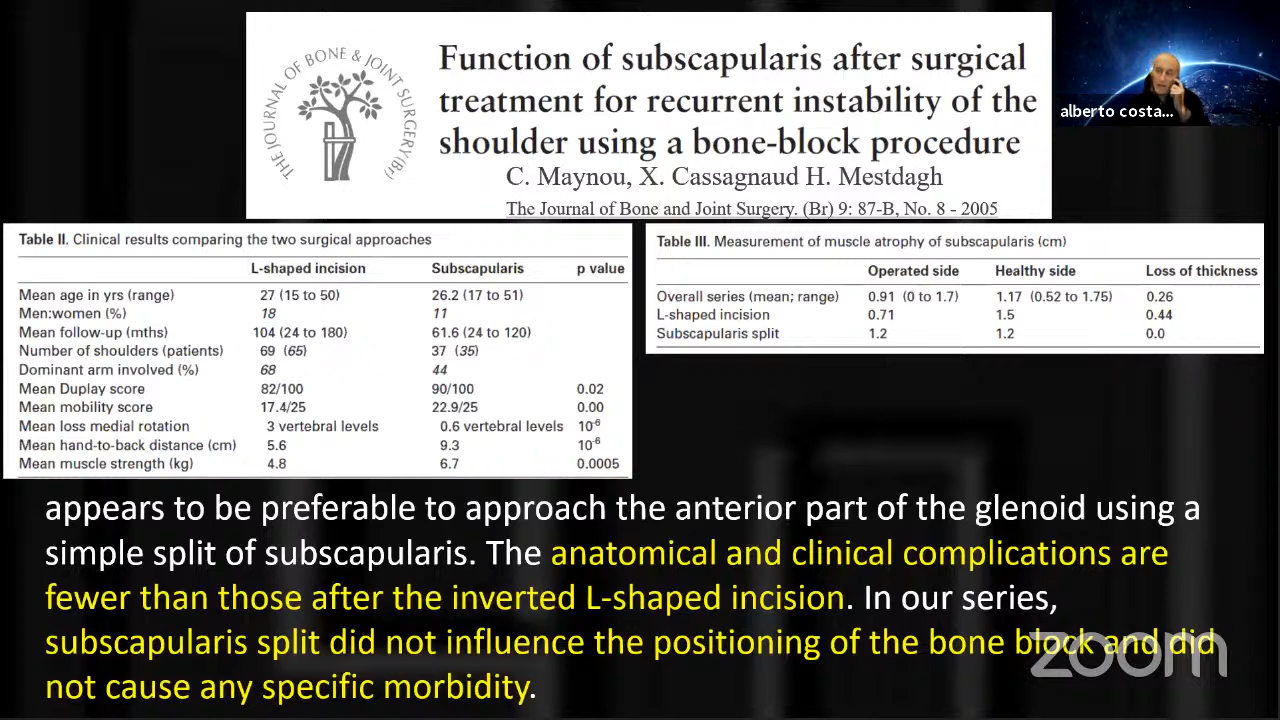 THE JOURNAL OF BONE & JOINT SURGERY(Br)
Function of subscapularis after surgical
treatment for recurrent instability of the
shoulder using a bone-block procedure
C. Maynou, X. Cassagnaud H. Mestdagh
The Journal of Bone and Joint Surgery. (Br) 9: 87-B, No. 8 - 2005
alberto costa...
Table II. Clinical results comparing the two surgical approaches
L-shaped incision Subscapularis p value
Mean age in yrs (range) 27 (15 to 50) 26.2 (17 to 51)
Men:women (%) 18 11
Mean follow-up (mths) 104 (24 to 180) 61.6 (24 to 120)
Number of shoulders (patients) 69 (65) 37 (35)
Dominant arm involved (%) 68 44
Mean Duplay score 82/100 90/100 0.02
Mean mobility score 17.4/25 22.9/25 0.00
Mean loss medial rotation 3 vertebral levels 0.6 vertebral levels 10-6
Mean hand-to-back distance (cm) 5.6 9.3 10-6
Mean muscle strength (kg) 4.8 6.7 0.0005
Table III. Measurement of muscle atrophy of subscapularis (cm)
Operated side Healthy side Loss of thickness
Overall series (mean; range) 0.91 (0 to 1.7) 1.17 (0.52 to 1.75) 0.26
L-shaped incision 0.71 1.5 0.44
Subscapularis split 1.2 1.2 0.0
appears to be preferable to approach the anterior part of the glenoid using a
simple split of subscapularis. The anatomical and clinical complications are
fewer than those after the inverted L-shaped incision. In our series,
subscapularis split did not influence the positioning of the bone block and did
not cause any specific morbidity.
zoom